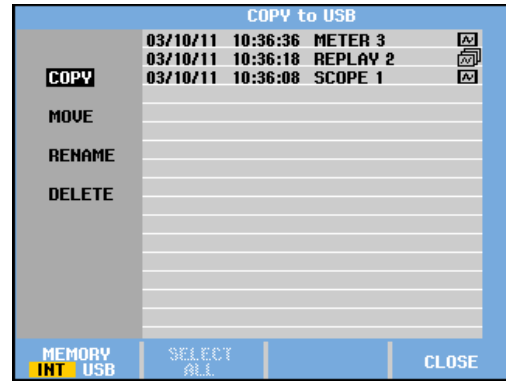 COPY to USB
03/10/11 10:36:36 METER 3
03/10/11 10:36:18 REPLAY 2
COPY 03/10/11 10:36:08 SCOPE 1
MOVE
RENAME
DELETE
MEMORY SELECT
INT USB ALL CLOSE